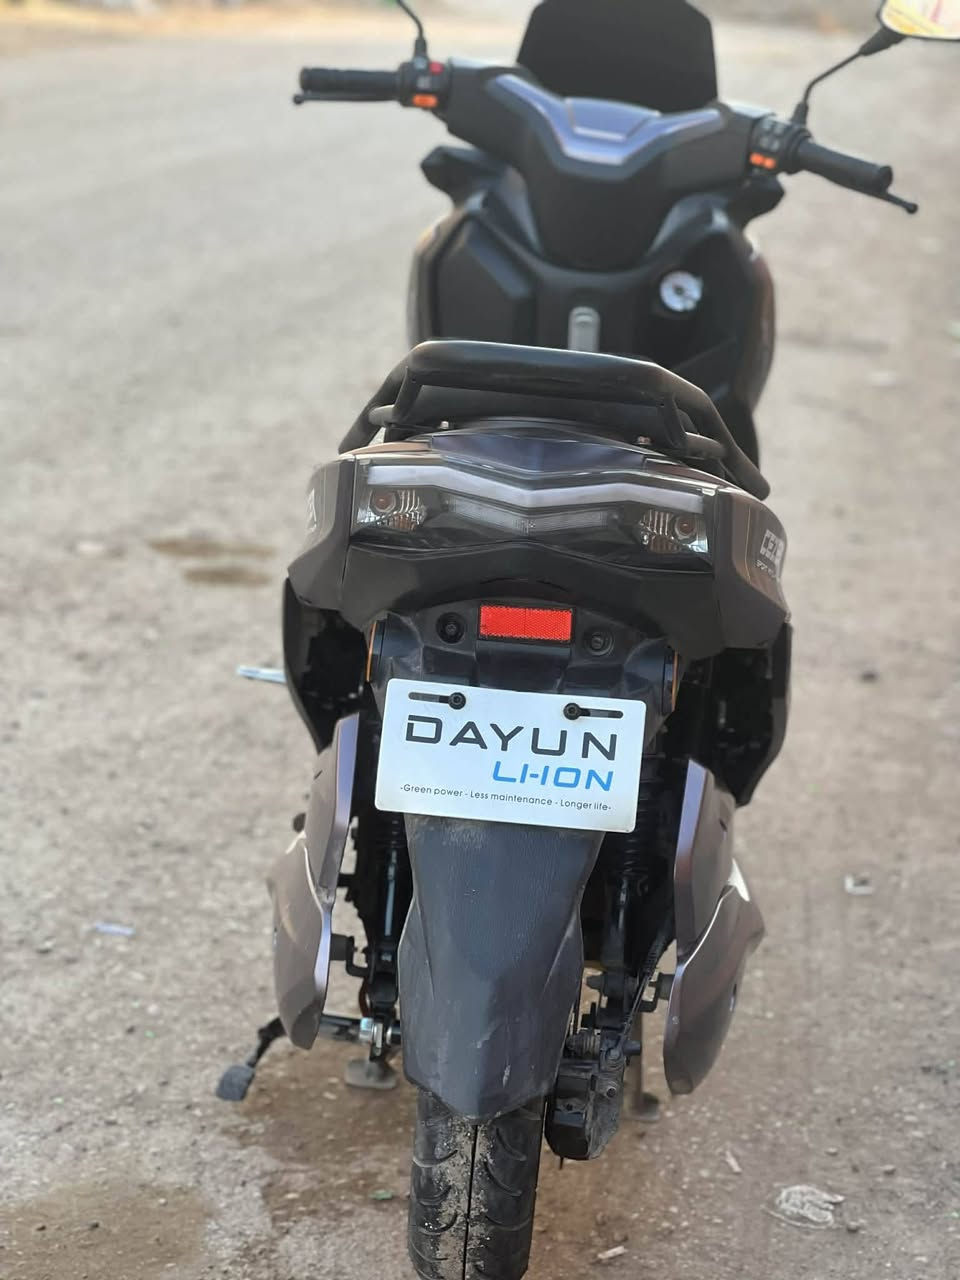 DAYUN
LI-ION
-Green power - Less maintenance - Longer life-